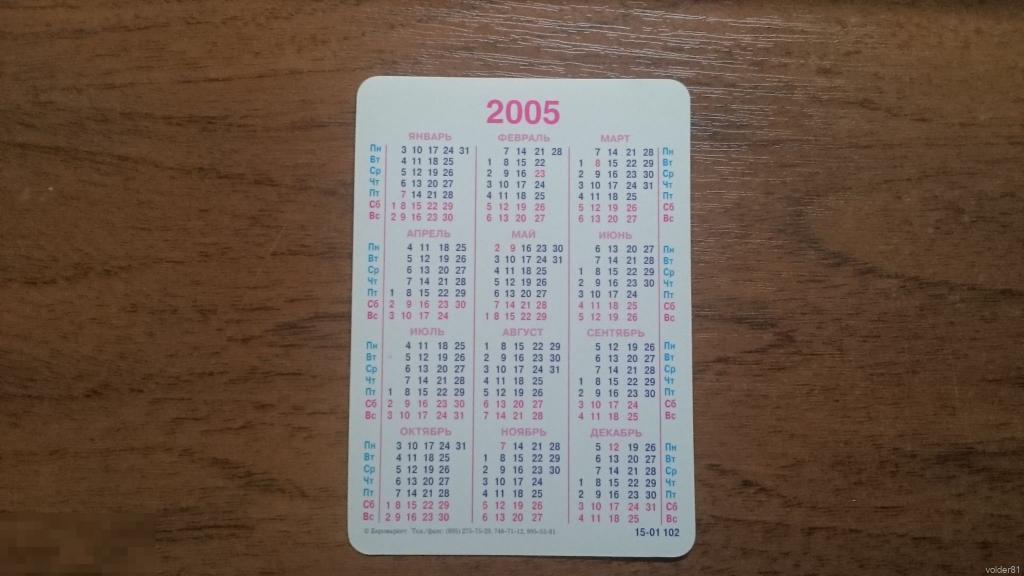 2005
ЯНВАРЬ ФЕВРАЛЬ МАРТ
Пн 3 10 17 24 31 7 14 21 28 7 14 21 28 Пн
Вт 4 11 18 25 1 8 15 22 1 8 15 22 29 Вт
Ср 5 12 19 26 2 9 16 23 2 9 16 23 30 Ср
Чт 6 13 20 27 3 10 17 24 3 10 17 24 31 Чт
Пт 7 14 21 28 4 11 18 25 4 11 18 25 Пт
Сб 1 8 15 22 29 5 12 19 26 5 12 19 26 Сб
Вс 2 9 16 23 30 6 13 20 27 6 13 20 27 Вс
АПРЕЛЬ МАЙ ИЮНЬ
Пн 4 11 18 25 2 9 16 23 30 6 13 20 27 Пн
Вт 5 12 19 26 3 10 17 24 31 7 14 21 28 Вт
Ср 6 13 20 27 4 11 18 25 1 8 15 22 29 Ср
Чт 7 14 21 28 5 12 19 26 2 9 16 23 30 Чт
Пт 1 8 15 22 29 6 13 20 27 3 10 17 24 Пт
Сб 2 9 16 23 30 7 14 21 28 4 11 18 25 Сб
Вс 3 10 17 24 1 8 15 22 29 5 12 19 26 Вс
ИЮЛЬ АВГУСТ СЕНТЯБРЬ
Пн 4 11 18 25 1 8 15 22 29 5 12 19 26 Пн
Вт 5 12 19 26 2 9 16 23 30 6 13 20 27 Вт
Ср 6 13 20 27 3 10 17 24 31 7 14 21 28 Ср
Чт 7 14 21 28 4 11 18 25 1 8 15 22 29 Чт
Пт 1 8 15 22 29 5 12 19 26 2 9 16 23 30 Пт
Сб 2 9 16 23 30 6 13 20 27 3 10 17 24 Сб
Вс 3 10 17 24 31 7 14 21 28 4 11 18 25 Вс
ОКТЯБРЬ НОЯБРЬ ДЕКАБРЬ
Пн 3 10 17 24 31 7 14 21 28 5 12 19 26 Пн
Вт 4 11 18 25 1 8 15 22 29 6 13 20 27 Вт
Ср 5 12 19 26 2 9 16 23 30 7 14 21 28 Ср
Чт 6 13 20 27 3 10 17 24 1 8 15 22 29 Чт
Пт 7 14 21 28 4 11 18 25 2 9 16 23 30 Пт
Сб 1 8 15 22 29 5 12 19 26 3 10 17 24 31 Сб
Вс 2 9 16 23 30 6 13 20 27 4 11 18 25 Вс
15-01 102
volder81